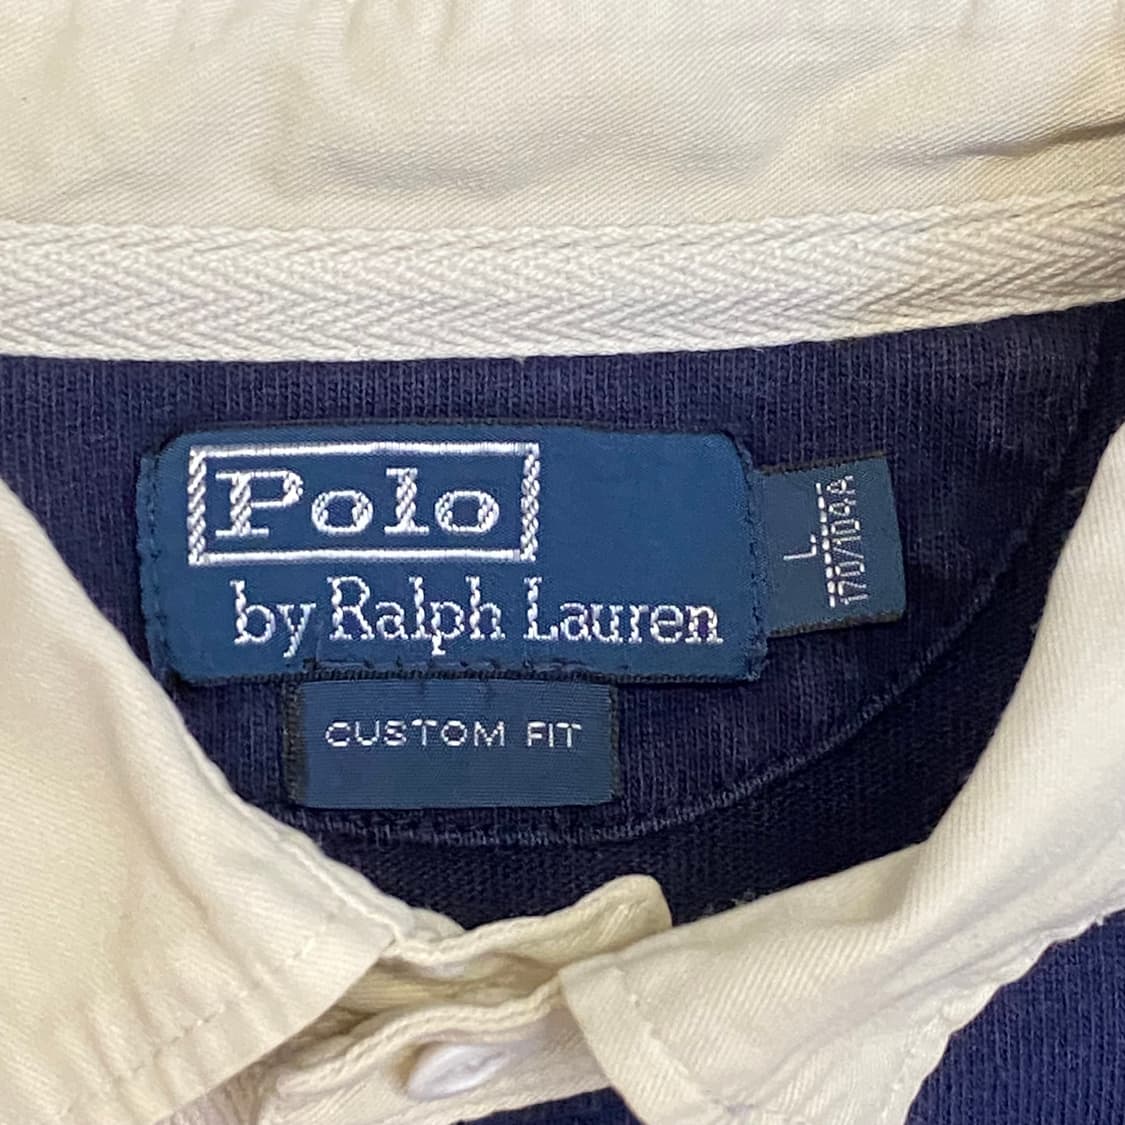 Polo
by Ralph Lauren
L
170/104A
CUSTOM FIT